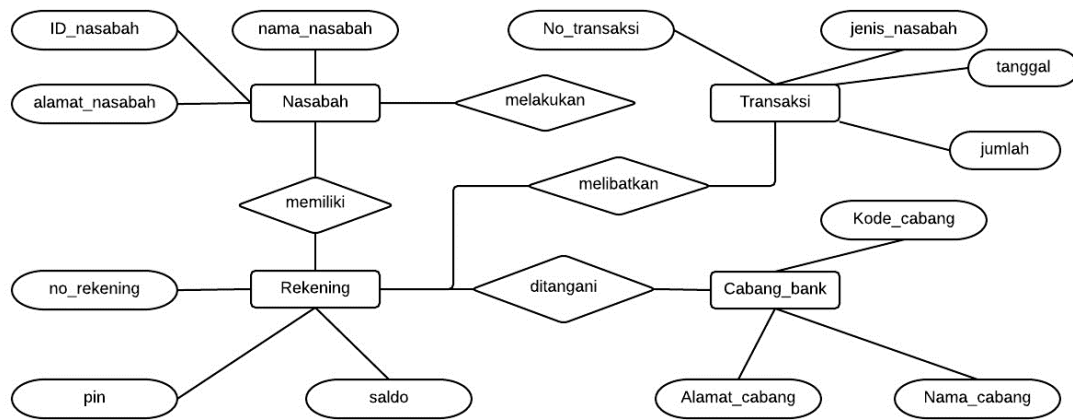 ID_nasabah
nama_nasabah
No_transaksi
jenis_nasabah
tanggal
alamat_nasabah
Nasabah
melakukan
Transaksi
jumlah
melibatkan
memiliki
Kode_cabang
no_rekening
Rekening
ditangani
Cabang_bank
pin
saldo
Alamat_cabang
Nama_cabang